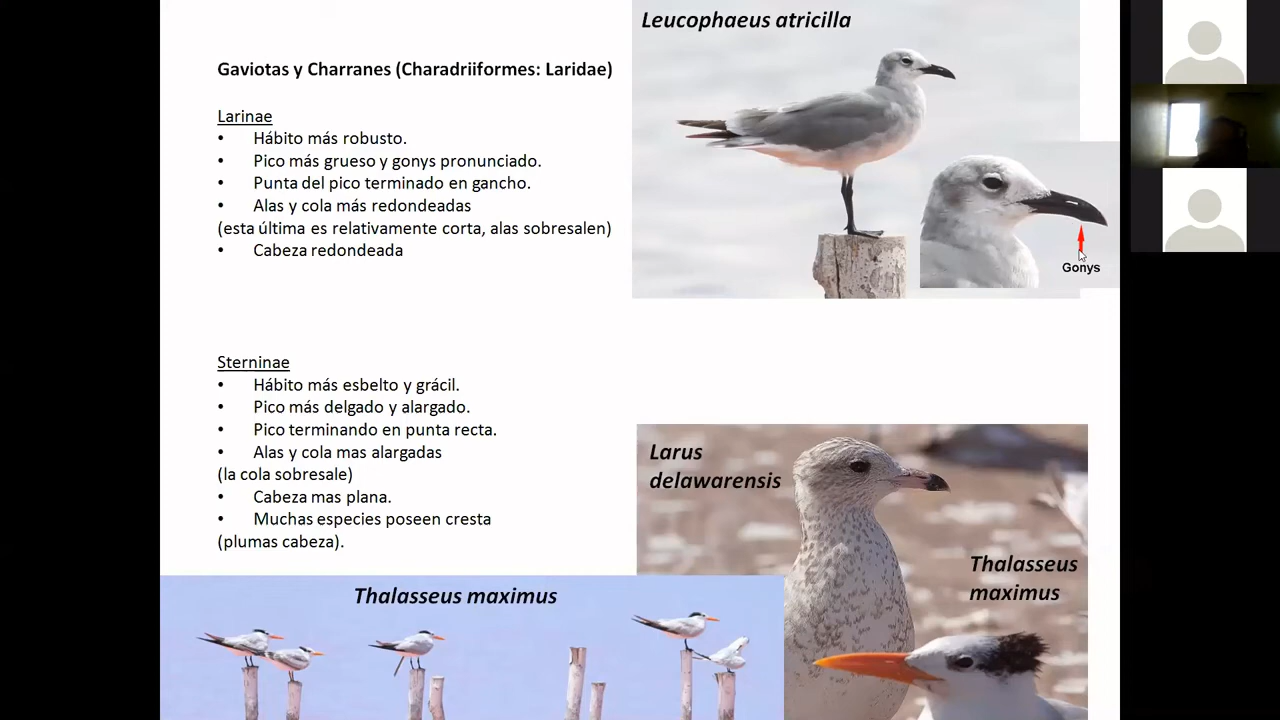 Leucophaeus atricilla
Gaviotas y Charranes (Charadriiformes: Laridae)
Larinae
• Hábito más robusto.
• Pico más grueso y gonys pronunciado.
• Punta del pico terminado en gancho.
• Alas y cola más redondeadas
(esta última es relativamente corta, alas sobresalen)
• Cabeza redondeada
Gonys
Sterninae
• Hábito más esbelto y grácil.
• Pico más delgado y alargado.
• Pico terminando en punta recta.
• Alas y cola mas alargadas
(la cola sobresale)
• Cabeza mas plana.
• Muchas especies poseen cresta
(plumas cabeza).
Larus
delawarensis
Thalasseus
maximus
Thalasseus maximus